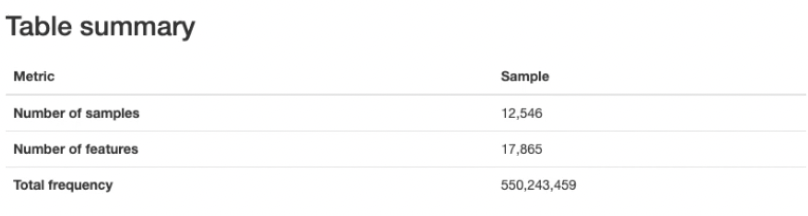 Table summary
Metric Sample
Number of samples 12,546
Number of features 17,865
Total frequency 550,243,459